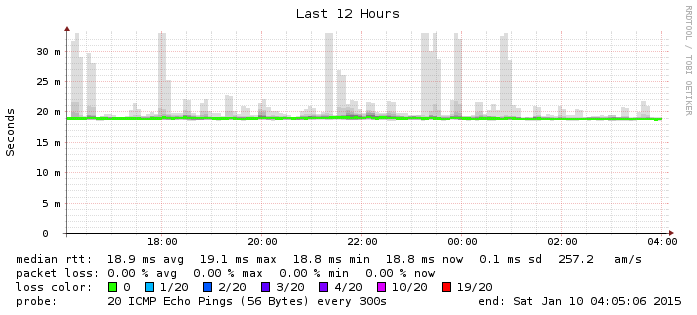 Last 12 Hours
RRDTOOL / TOBI OETIKER
Seconds
30 m
25 m
20 m
15 m
10 m
5 m
0
18:00 20:00 22:00 00:00 02:00 04:00
median rtt: 18.9 ms avg 19.1 ms max 18.8 ms min 18.8 ms now 0.1 ms sd 257.2 am/s
packet loss: 0.00 % avg 0.00 % max 0.00 % min 0.00 % now
loss color: 0 1/20 2/20 3/20 4/20 10/20 19/20
probe: 20 ICMP Echo Pings (56 Bytes) every 300s end: Sat Jan 10 04:05:06 2015